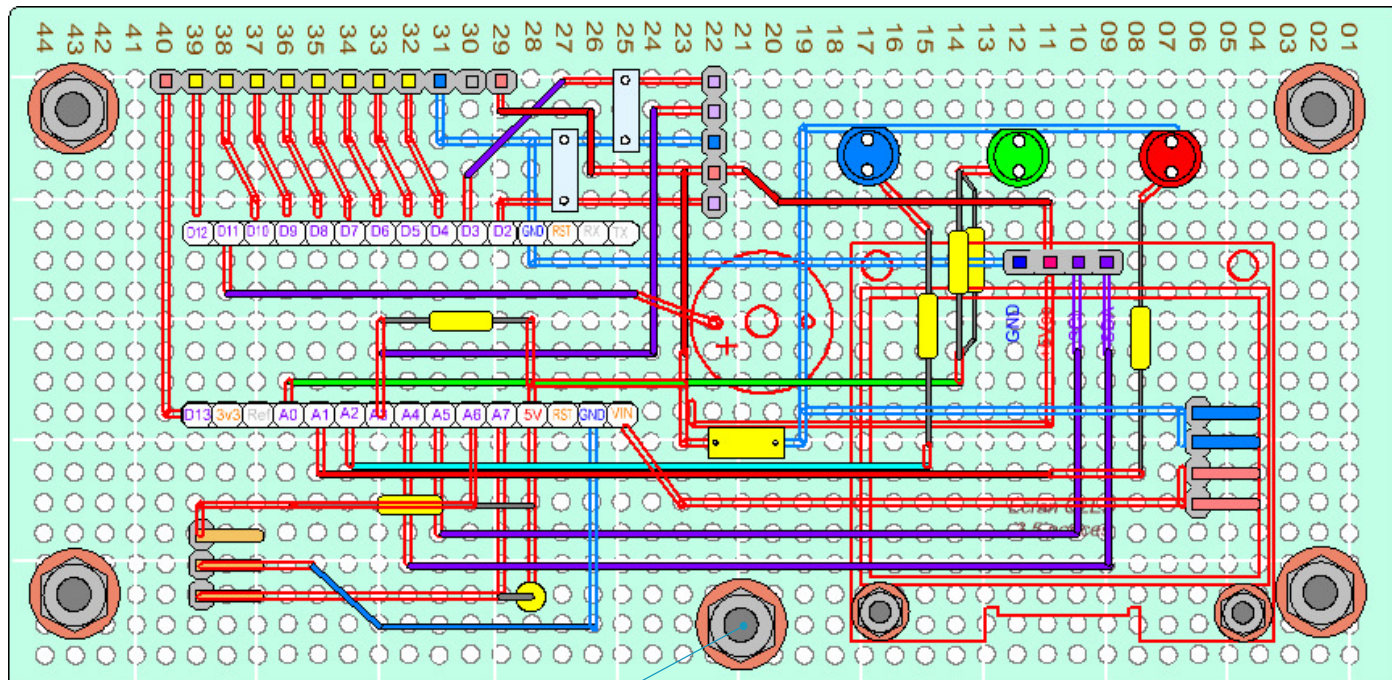 44 43 42 41 40 39 38 37 36 35 34 33 32 31 30 29 28 27 26 25 24 23 22 21 20 19 18 17 16 15 14 13 12 11 10 09 08 07 06 05 04 03 02 01
D12 D11 D10 D9 D8 D7 D6 D5 D4 D3 D2 GND RST RX TX
GND
+
D13 3v3 Ref A0 A1 A2 A3 A4 A5 A6 A7 5V RST GND VIN